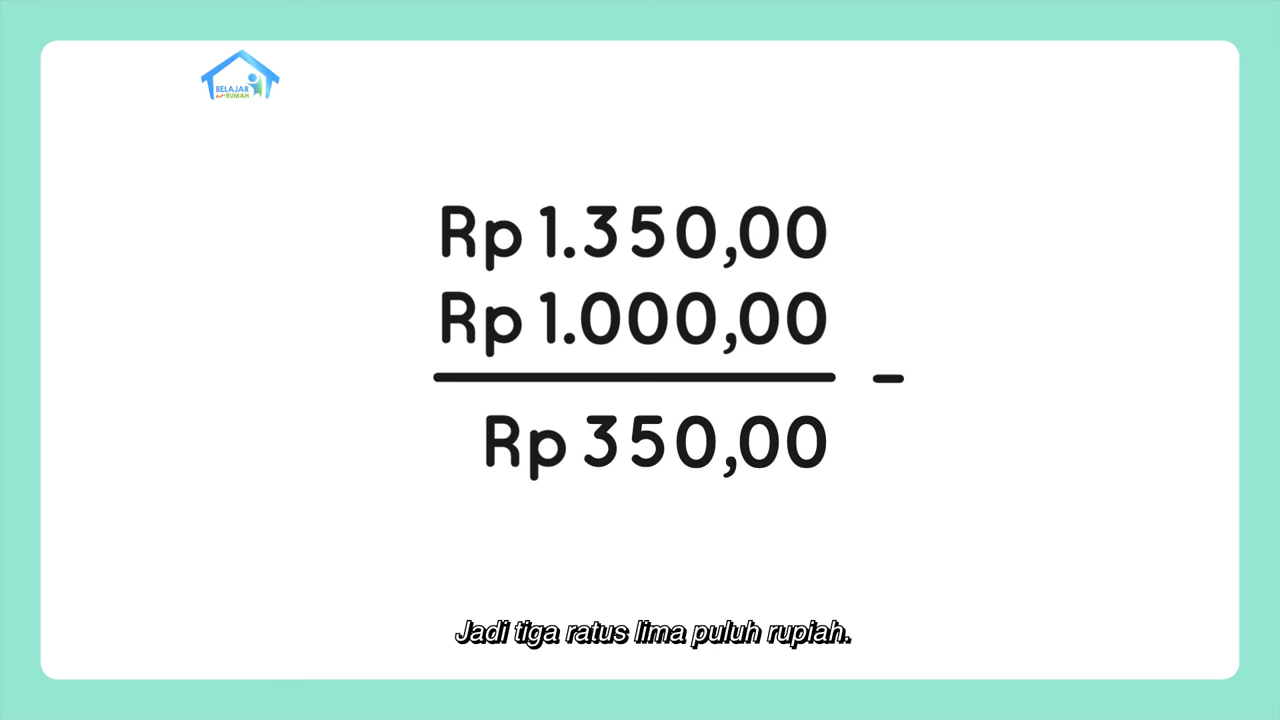 BELAJAR
dari RUMAH
Rp 1.350,00
Rp 1.000,00
-
Rp 350,00
Jadi tiga ratus lima puluh rupiah.